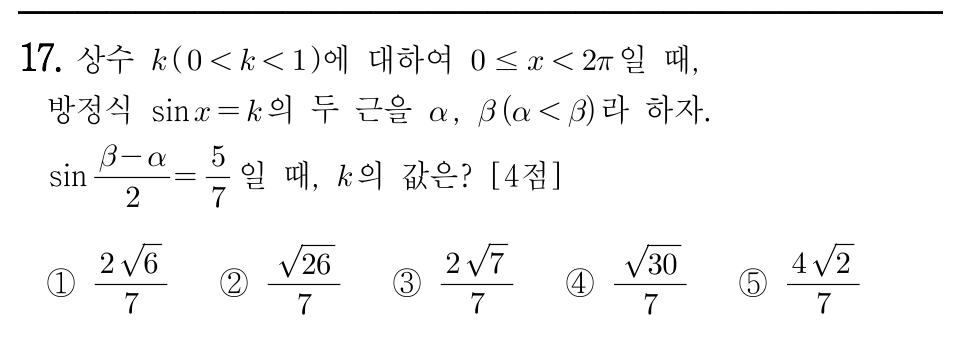 17. 상수 k(0<k<1)에 대하여 0≤x<2π일 때,
방정식 sinx=k의 두 근을 α, β(α<β)라 하자.
sin (β-α)/2 = 5/7 일 때, k의 값은? [4점]
① 2√6/7 ② √26/7 ③ 2√7/7 ④ √30/7 ⑤ 4√2/7